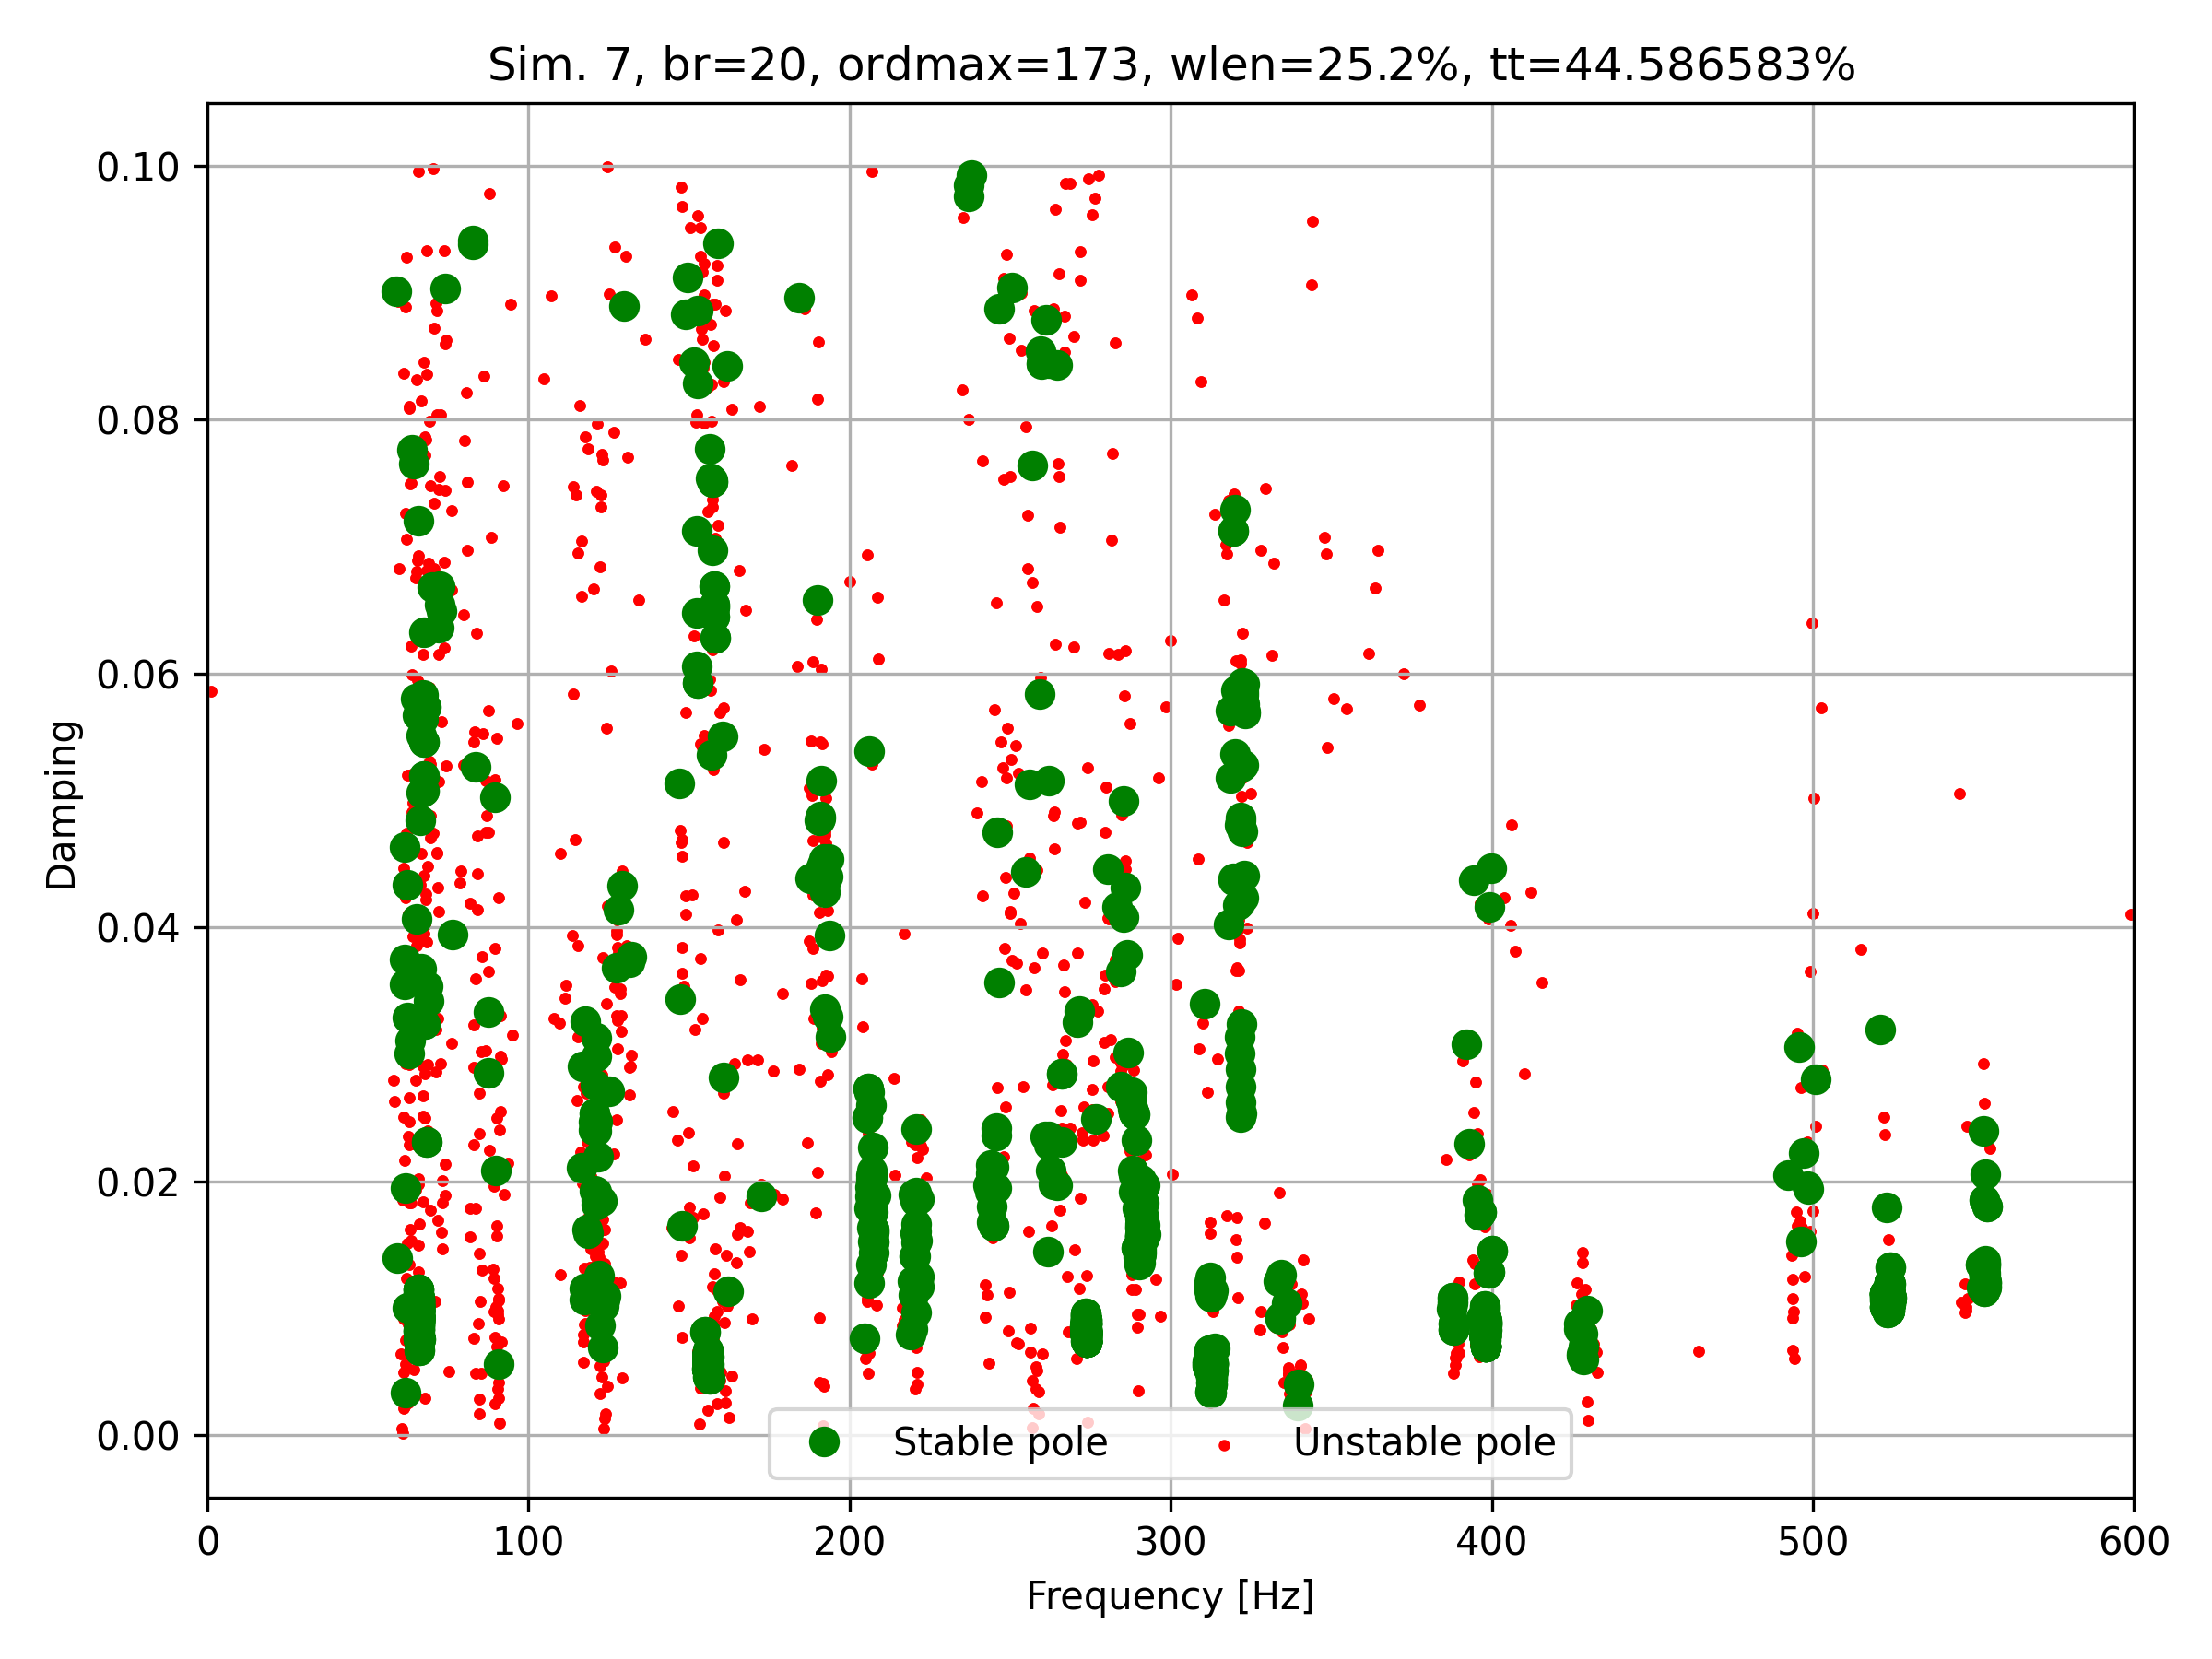 Sim. 7, br=20, ordmax=173, wlen=25.2%, tt=44.586583%
0.10
0.08
0.06
Damping
0.04
0.02
0.00
Stable pole Unstable pole
0 100 200 300 400 500 600
Frequency [Hz]